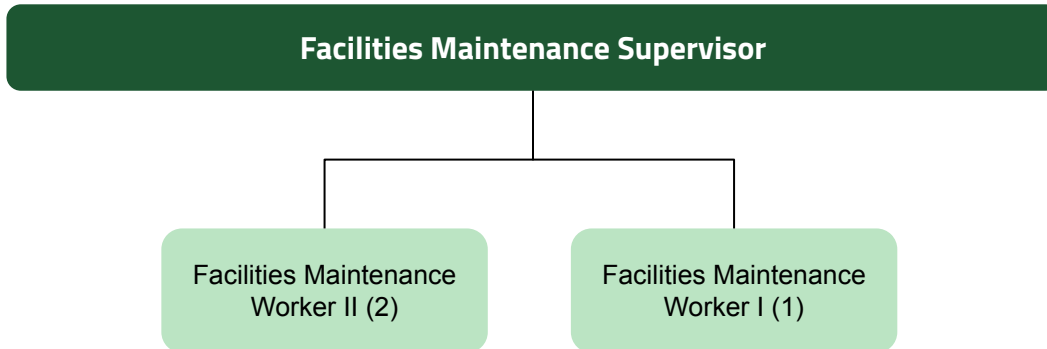 Facilities Maintenance Supervisor
Facilities Maintenance
Worker II (2)
Facilities Maintenance
Worker I (1)